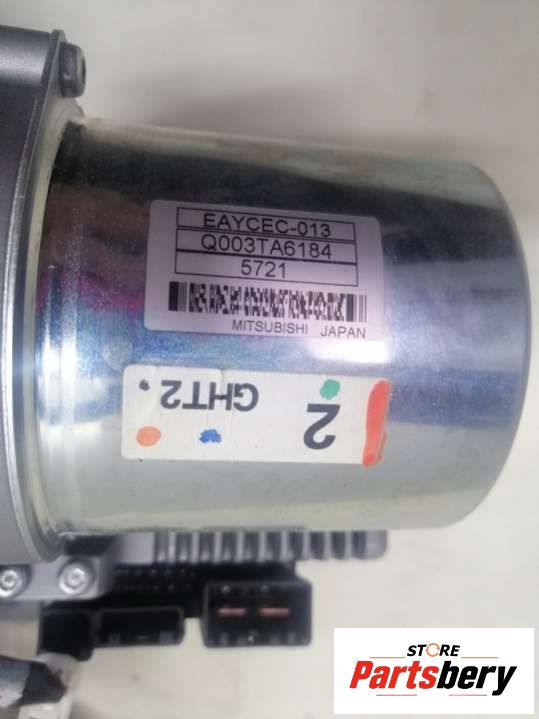 EAYCEC-013
Q003TA6184
5721
MITSUBISHI JAPAN
GHT2.
2
STORE
Partsbery